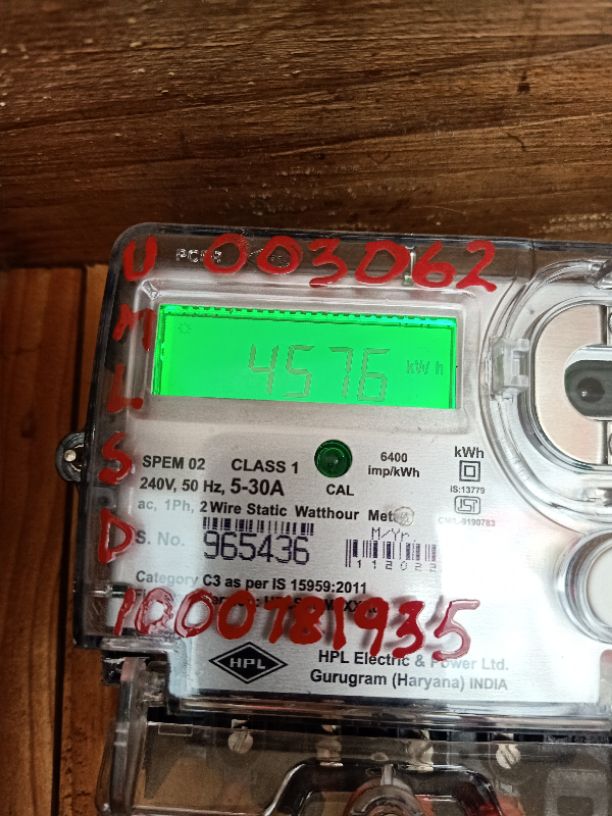 U 003062
M
L
S
D
4576 kWh
SPEM 02 CLASS 1
6400 imp/kWh
kWh
240V, 50 Hz, 5-30A
CAL
IS:13779
ac, 1Ph, 2 Wire Static Watthour Meter
S. No. 965436
M/Yr
112022
Category C3 as per IS 15959:2011
1000781935
HPL
HPL Electric & Power Ltd.
Gurugram (Haryana) INDIA